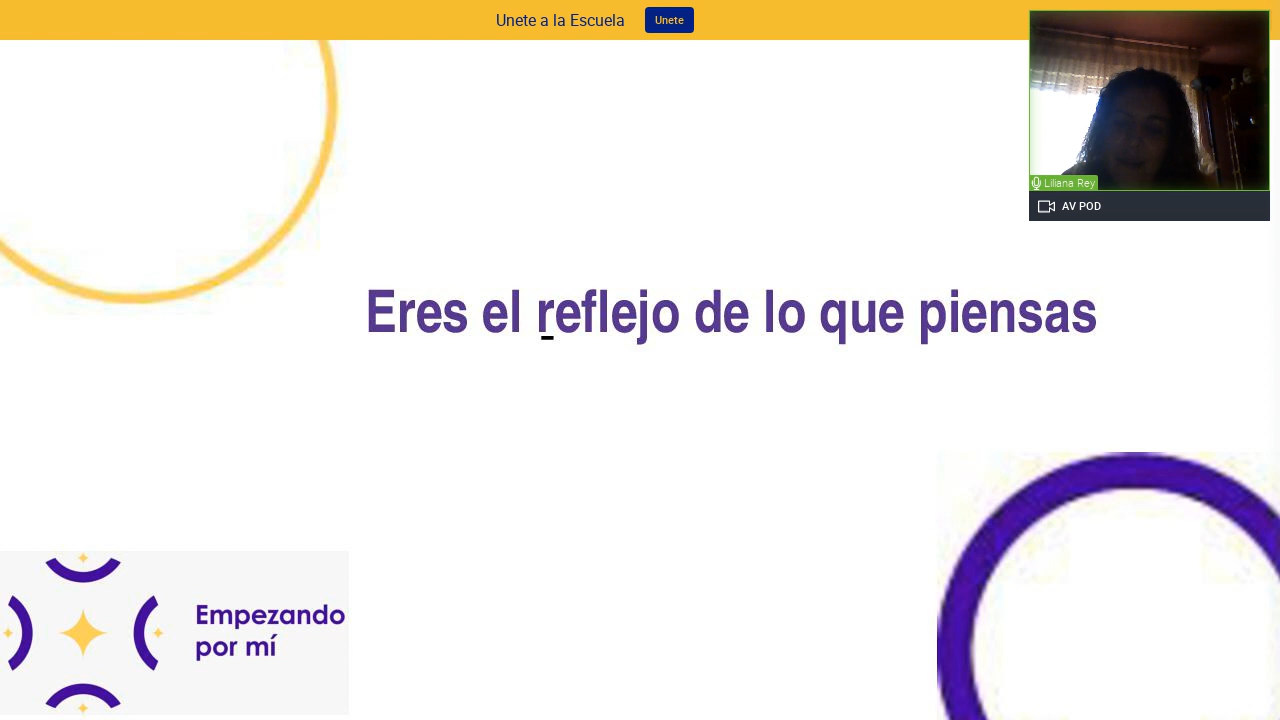 Unete a la Escuela
Unete
Liliana Rey
AV POD
Eres el reflejo de lo que piensas
Empezando
por mí